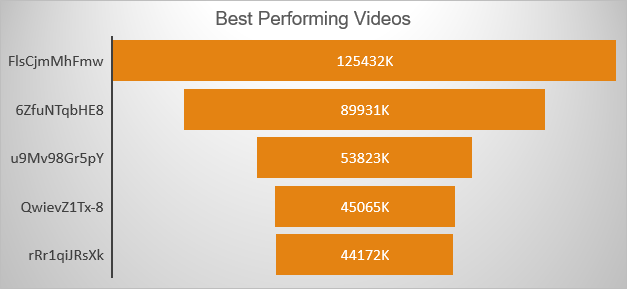 Best Performing Videos
FlsCjmMhFmw 125432K
6ZfuNTqbHE8 89931K
u9Mv98Gr5pY 53823K
QwievZ1Tx-8 45065K
rRr1qiJRsXk 44172K